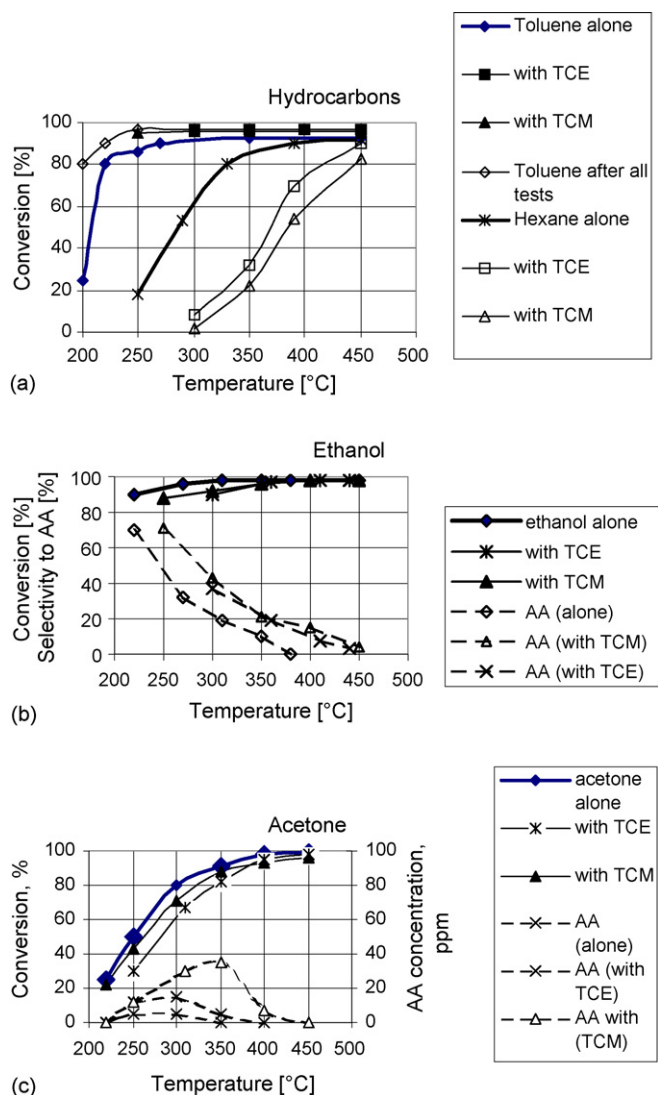 Hydrocarbons
Conversion [%]
100
80
60
40
20
0
200 250 300 350 400 450 500
Temperature [°C]
(a)
Toluene alone
with TCE
with TCM
Toluene after all
tests
Hexane alone
with TCE
with TCM
Ethanol
Conversion [%]
Selectivity to AA [%]
100
80
60
40
20
0
200 250 300 350 400 450 500
Temperature [°C]
(b)
ethanol alone
with TCE
with TCM
AA (alone)
AA (with TCM)
AA (with TCE)
Acetone
Conversion, %
100
80
60
40
20
0
100
80
60
40
20
0
AA concentration,
ppm
200 250 300 350 400 450 500
Temperature [°C]
(c)
acetone
alone
with TCE
with TCM
AA
(alone)
AA (with
TCE)
AA with
(TCM)